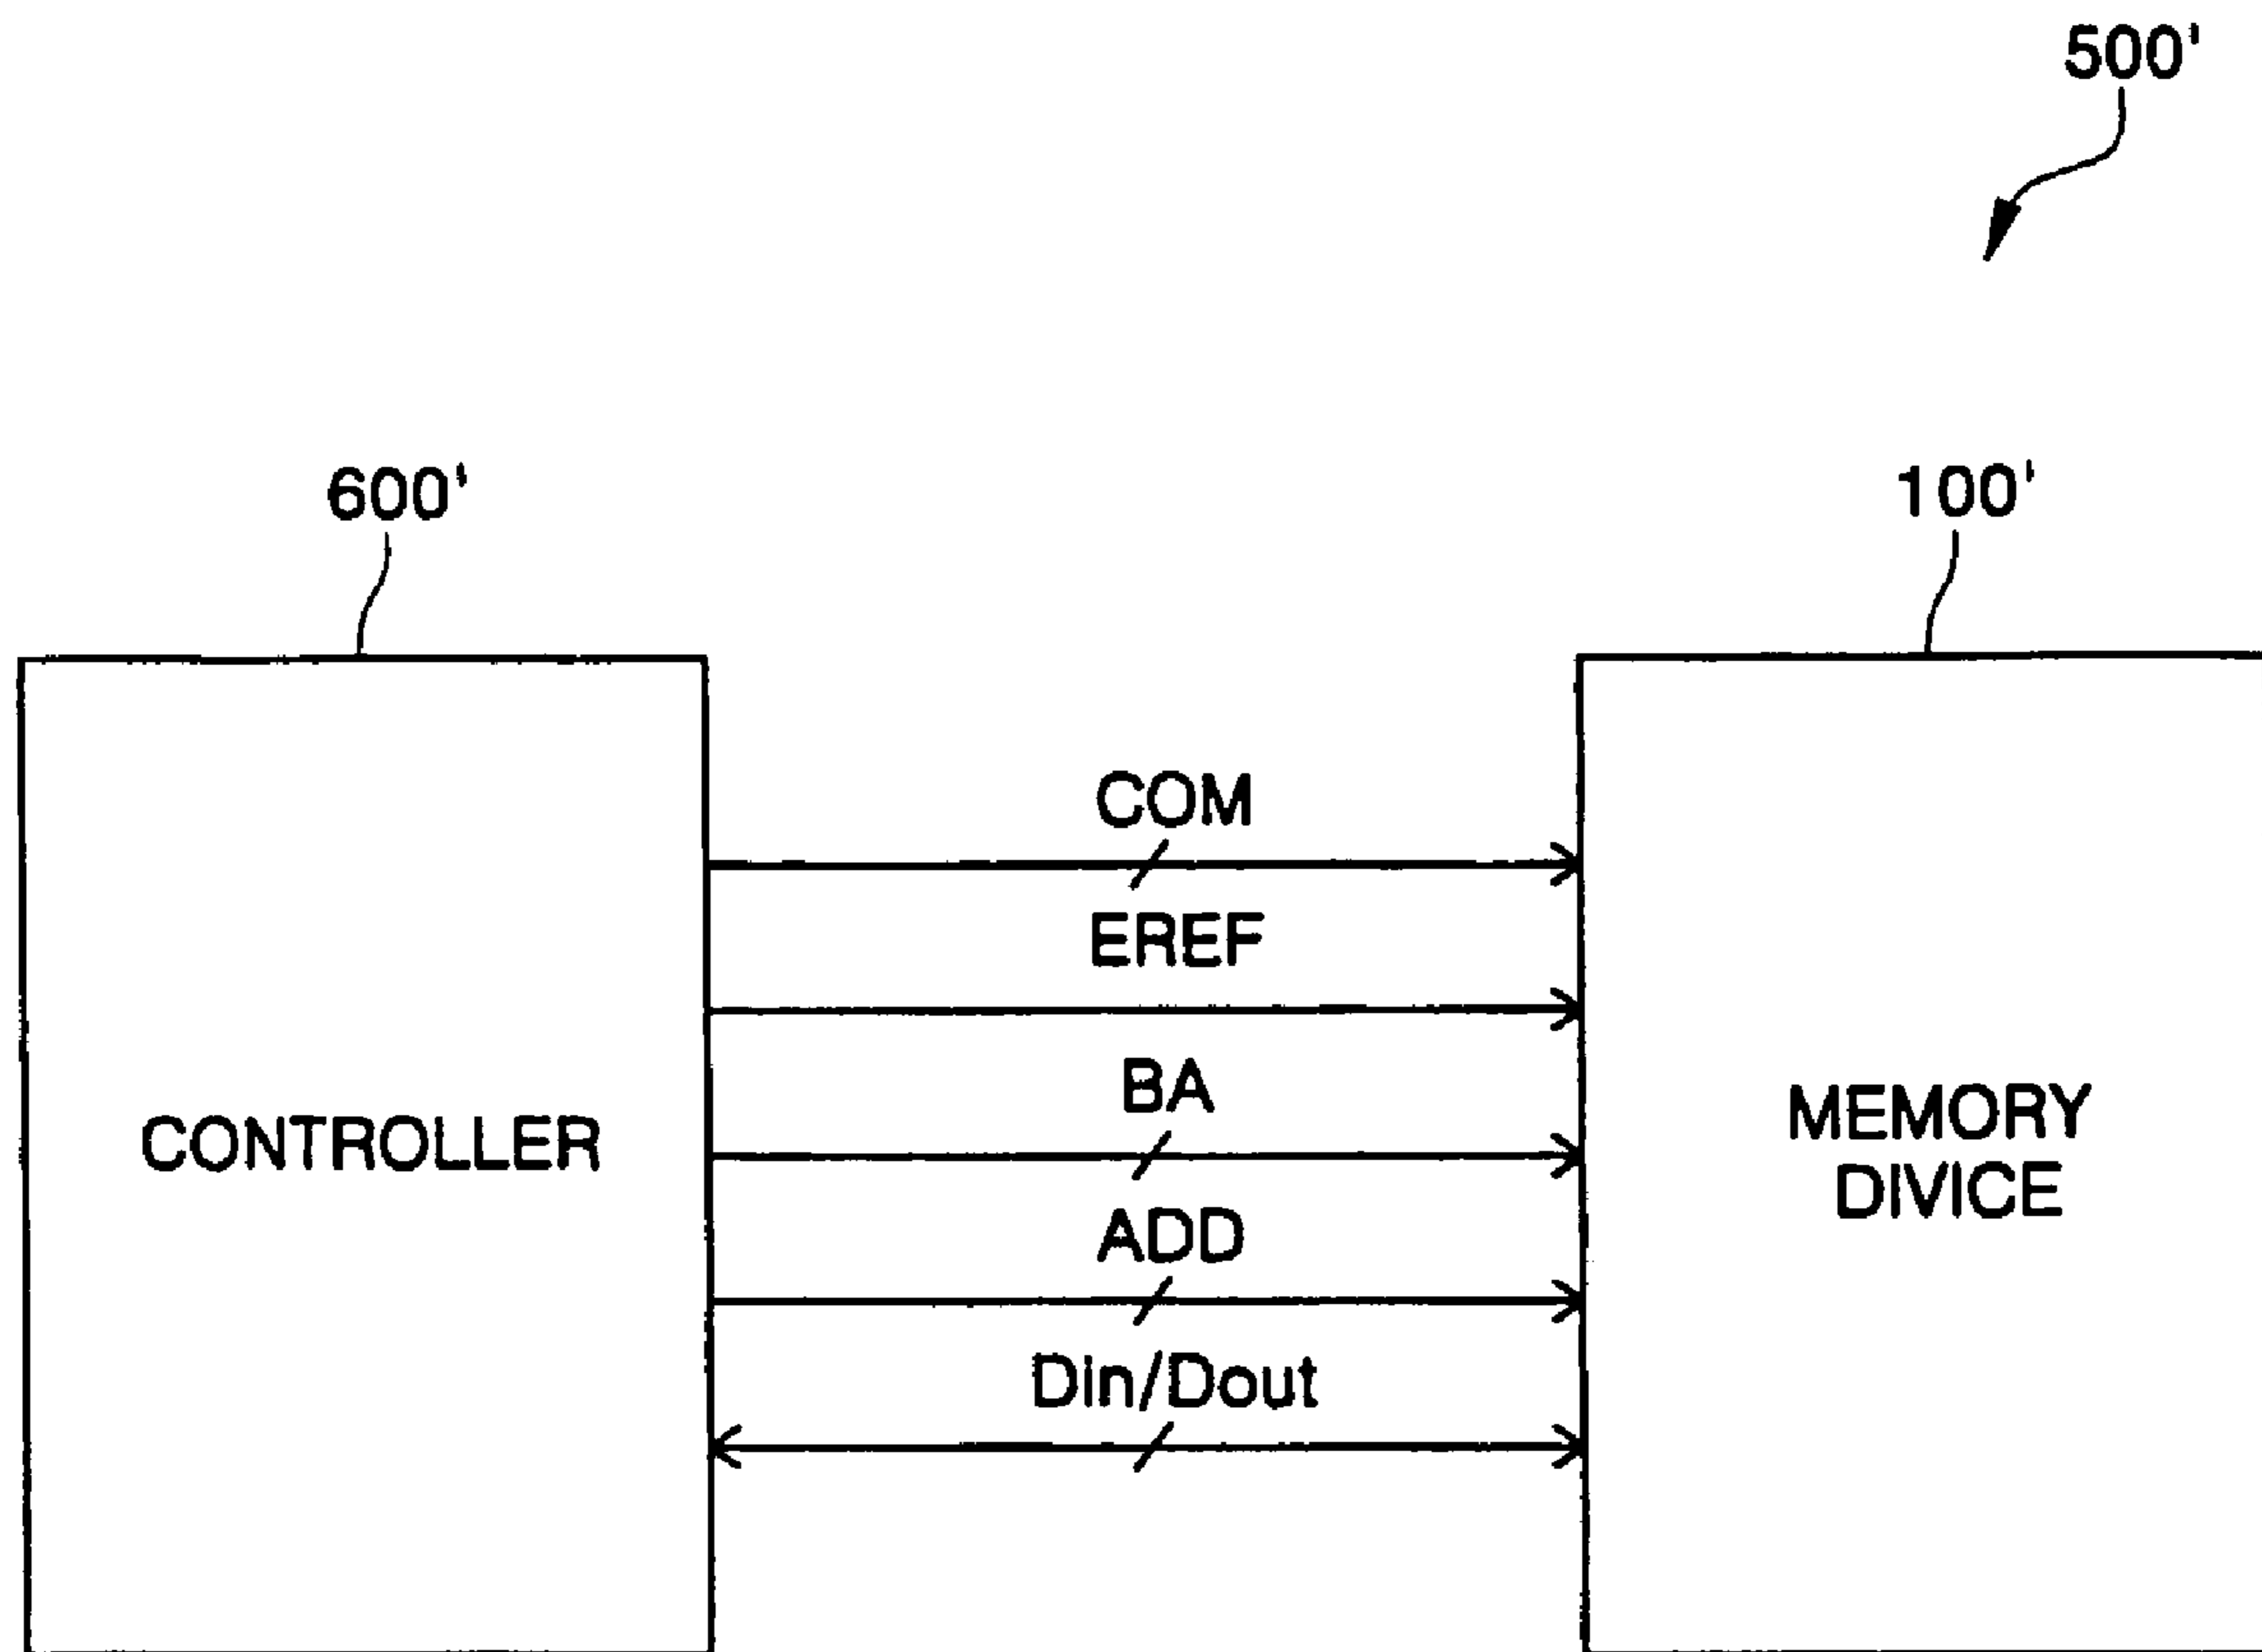 500'
600'
100'
COM
EREF
BA
ADD
Din/Dout
CONTROLLER
MEMORY
DIVICE